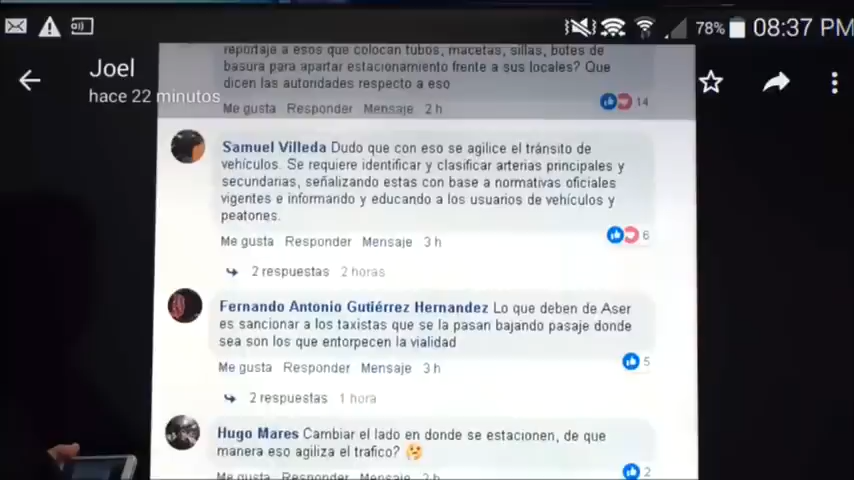 78% 08:37 PM
Joel
hace 22 minutos
reportaje a esos que colocan tubos, macetas, sillas, botes de
basura para apartar estacionamiento frente a sus locales? Que
dicen las autoridades respecto a eso
Me gusta Responder Mensaje 2 h
14
Samuel Villeda Dudo que con eso se agilice el tránsito de
vehículos. Se requiere identificar y clasificar arterias principales y
secundarias, señalizando estas con base a normativas oficiales
vigentes e informando y educando a los usuarios de vehículos y
peatones.
Me gusta Responder Mensaje 3 h
6
2 respuestas 2 horas
Fernando Antonio Gutiérrez Hernandez Lo que deben de Aser
es sancionar a los taxistas que se la pasan bajando pasaje donde
sea son los que entorpecen la vialidad
Me gusta Responder Mensaje 3 h
5
2 respuestas 1 hora
Hugo Mares Cambiar el lado en donde se estacionen, de que
manera eso agiliza el trafico? 🤔
Me gusta Responder Mensaje 2 h
2